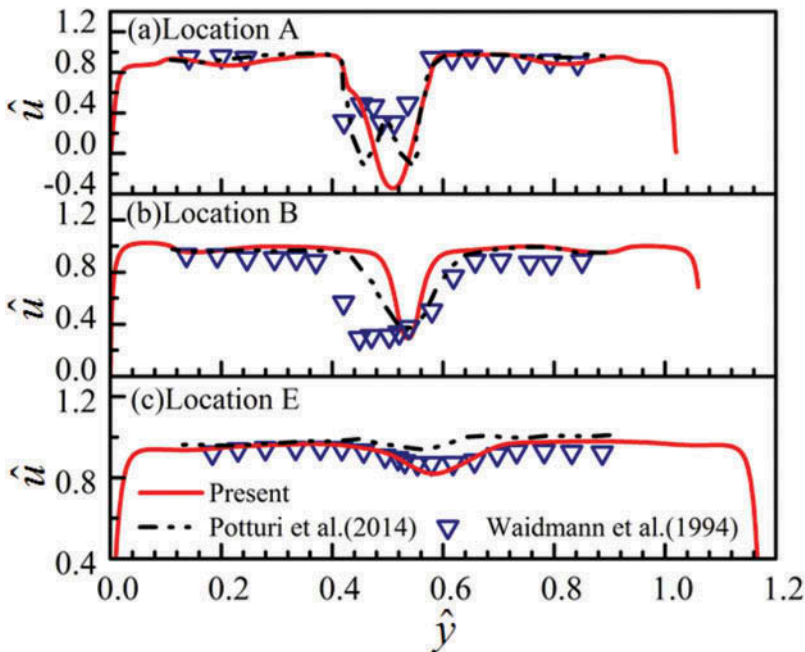 1.2
(a)Location A
0.8
0.4
0.0
-0.4
û
1.2
(b)Location B
0.8
0.4
0.0
û
1.2
(c)Location E
0.8
0.4
û
Present
Potturi et al.(2014)
Waidmann et al.(1994)
0.0 0.2 0.4 0.6 0.8 1.0 1.2
ŷ